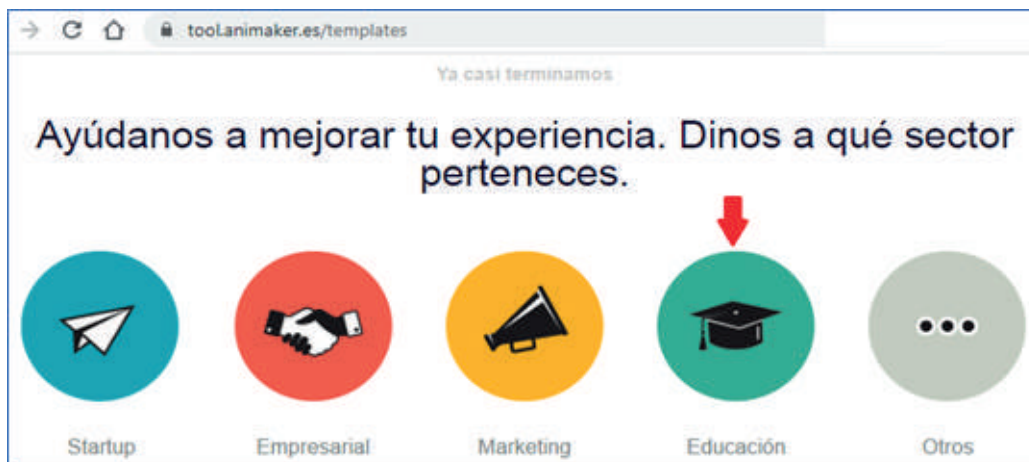 tool.animaker.es/templates
Ya casi terminamos
Ayúdanos a mejorar tu experiencia. Dinos a qué sector
perteneces.
Startup Empresarial Marketing Educación Otros